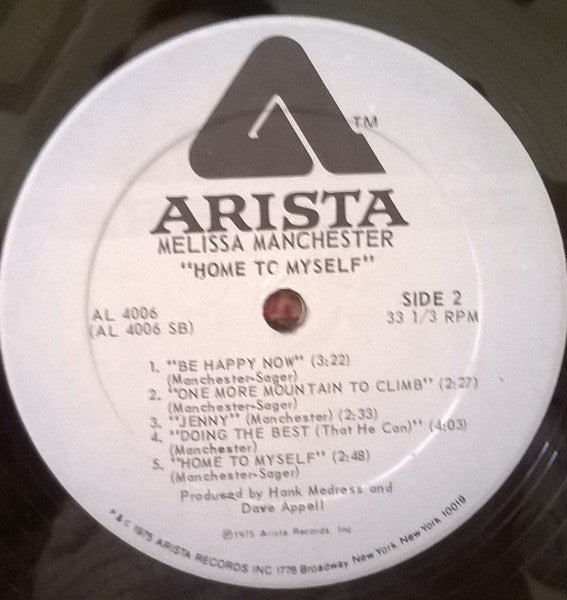 TM
ARISTA
MELISSA MANCHESTER
"HOME TO MYSELF"
AL 4006
(AL 4006 SB)
SIDE 2
33 1/3 RPM
1. "BE HAPPY NOW" (3:22)
(Manchester-Sager)
2. "ONE MORE MOUNTAIN TO CLIMB" (2:27)
(Manchester-Sager)
3. "JENNY" (Manchester) (2:33)
4. "DOING THE BEST (That He Can)" (4:03)
(Manchester)
5. "HOME TO MYSELF" (2:48)
(Manchester-Sager)
Produced by Hank Medress and
Dave Appell
©1975 Arista Records, Inc.
P & C 1975 ARISTA RECORDS INC 1776 Broadway New York New York 10019